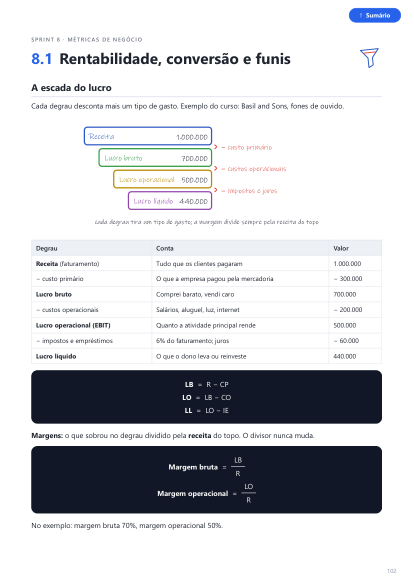 ↑ Sumário
SPRINT 8 · MÉTRICAS DE NEGÓCIO
8.1 Rentabilidade, conversão e funis
A escada do lucro
Cada degrau desconta mais um tipo de gasto. Exemplo do curso: Basil and Sons, fones de ouvido.
Receita 1.000.000
− custo primário
Lucro bruto 700.000
− custos operacionais
Lucro operacional 500.000
− impostos e juros
Lucro líquido 440.000
cada degrau tira um tipo de gasto; a margem divide sempre pela receita do topo
Degrau Conta Valor
Receita (faturamento) Tudo que os clientes pagaram 1.000.000
− custo primário O que a empresa pagou pela mercadoria − 300.000
Lucro bruto Comprei barato, vendi caro 700.000
− custos operacionais Salários, aluguel, luz, internet − 200.000
Lucro operacional (EBIT) Quanto a atividade principal rende 500.000
− impostos e empréstimos 6% do faturamento; juros − 60.000
Lucro líquido O que o dono leva ou reinveste 440.000
LB = R − CP
LO = LB − CO
LL = LO − IE
Margens: o que sobrou no degrau dividido pela receita do topo. O divisor nunca muda.
Margem bruta = LB / R
Margem operacional = LO / R
No exemplo: margem bruta 70%, margem operacional 50%.
102